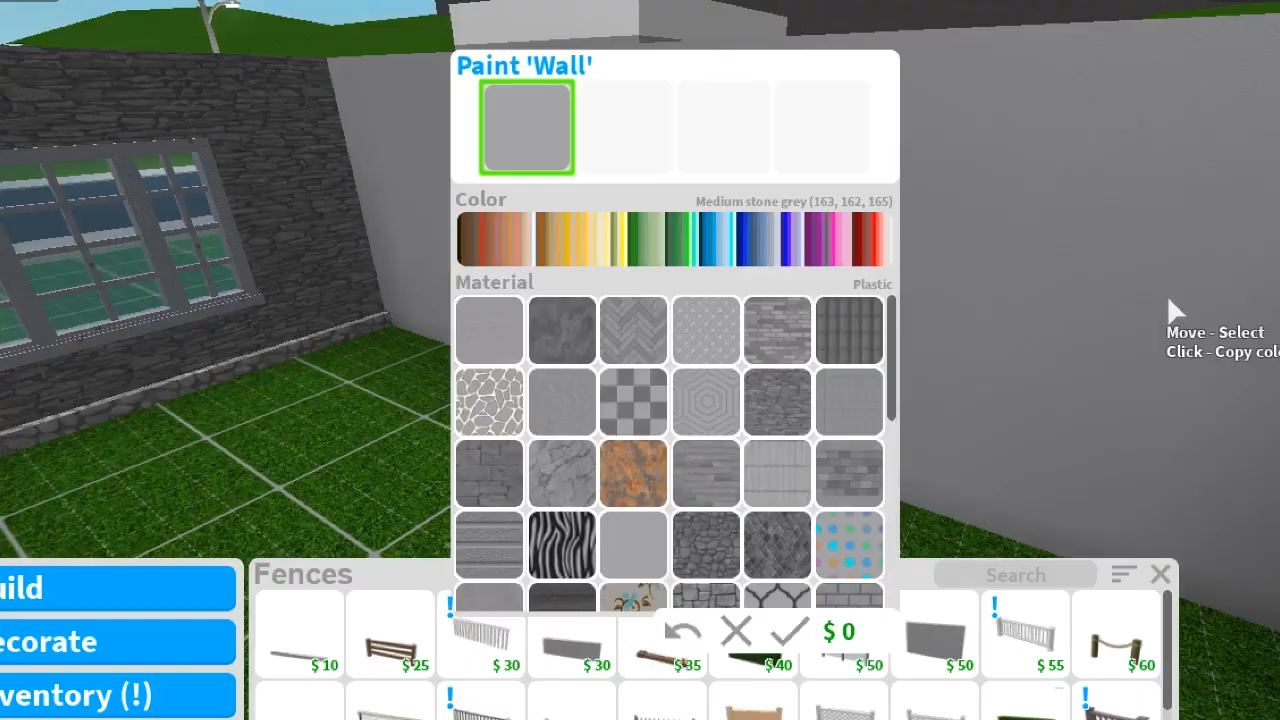 Paint 'Wall'
Color
Medium stone grey (163, 162, 165)
Material
Plastic
Move - Select
Click - Copy colo
uild
ecorate
ventory (!)
Fences
Search
$ 0
! !
$ 10 $ 25 $ 30 $ 30 $ 35 $ 40 $ 50 $ 50 $ 55 $ 60
! !